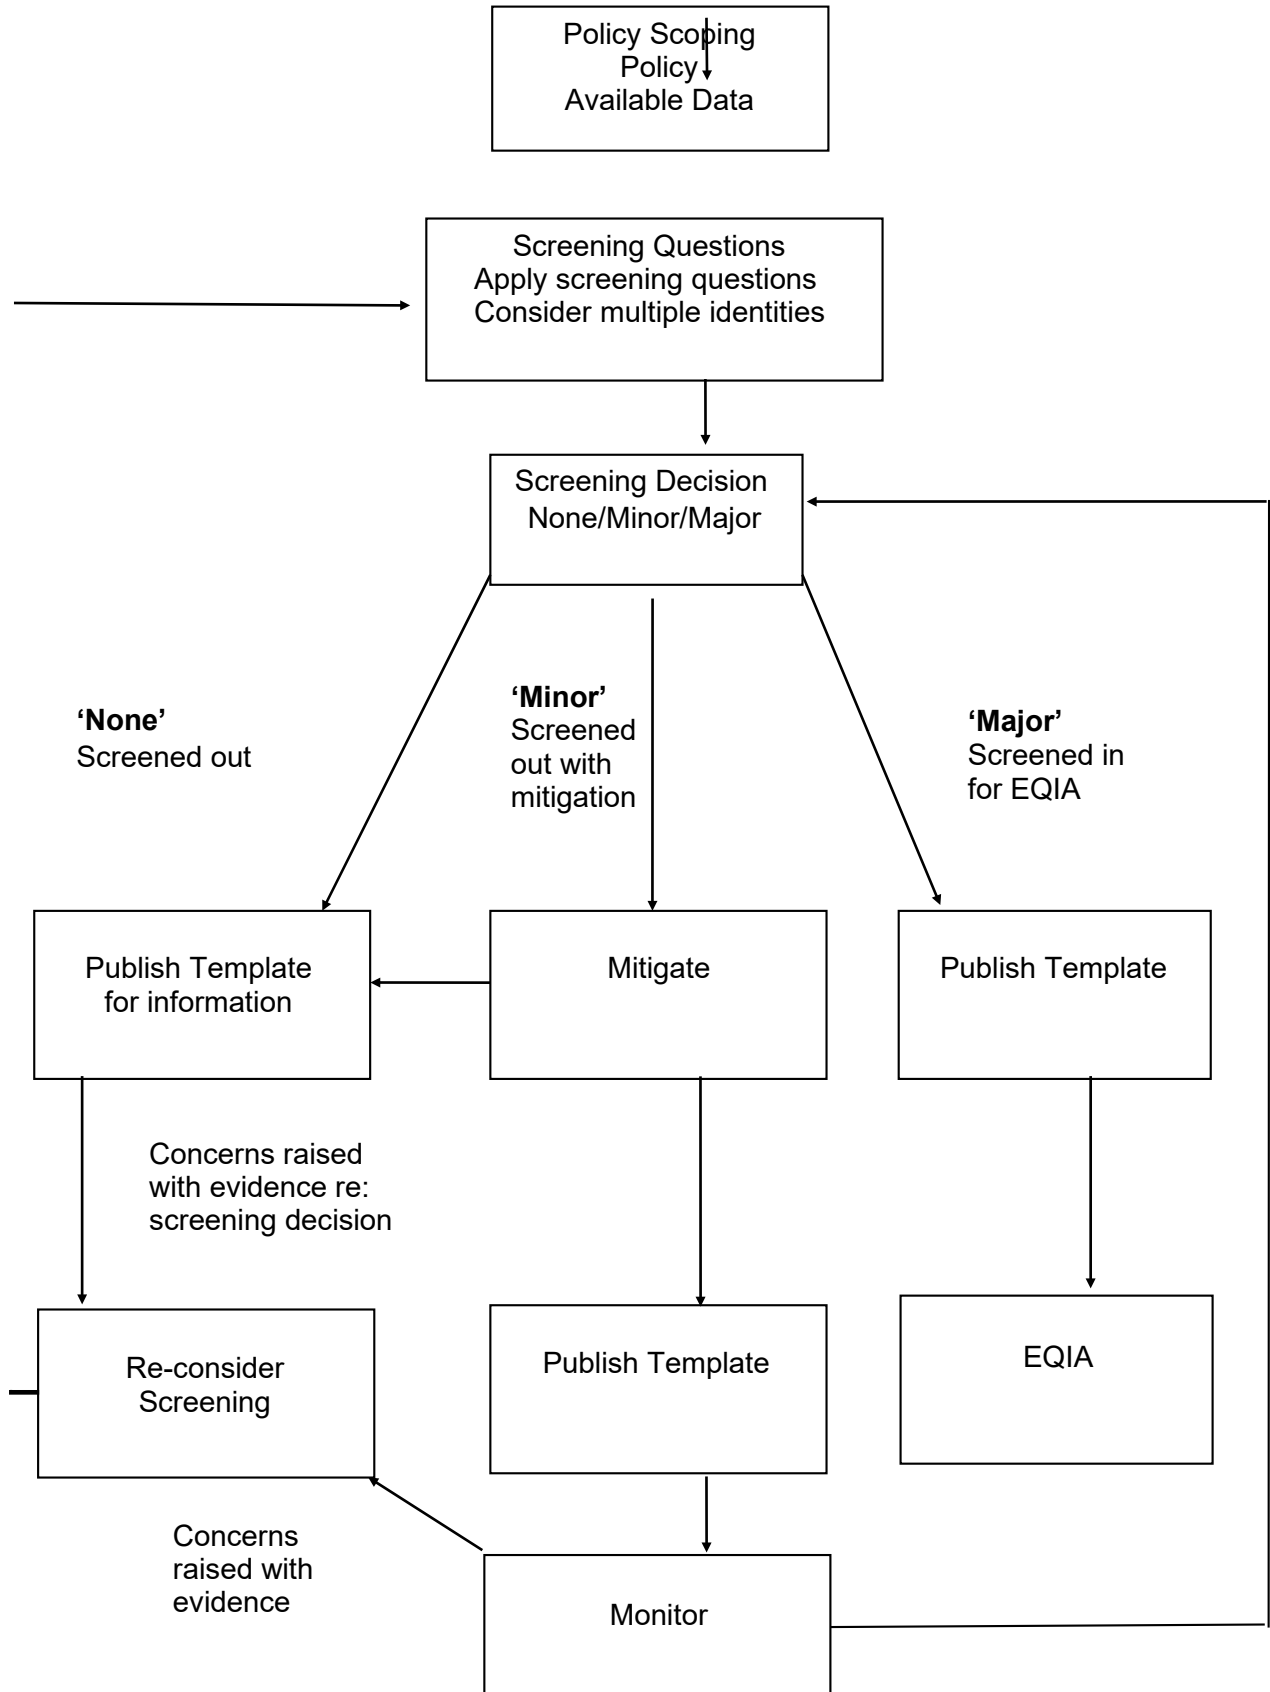 Policy Scoping
Policy
Available Data
Screening Questions
Apply screening questions
Consider multiple identities
Screening Decision
None/Minor/Major
‘None’
Screened out
‘Minor’
Screened
out with
mitigation
‘Major’
Screened in
for EQIA
Publish Template
for information
Mitigate
Publish Template
Concerns raised
with evidence re:
screening decision
Re-consider
Screening
Publish Template
EQIA
Concerns
raised with
evidence
Monitor